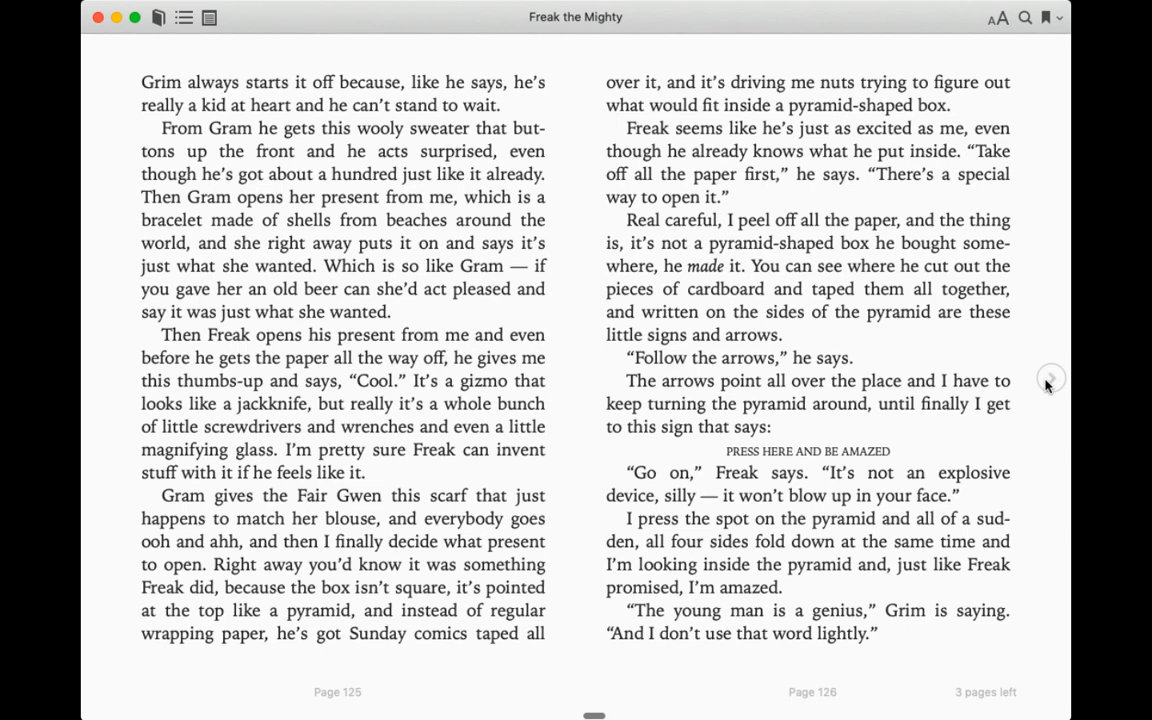 Freak the Mighty
AA
Grim always starts it off because, like he says, he’s
really a kid at heart and he can’t stand to wait.
From Gram he gets this wooly sweater that but-
tons up the front and he acts surprised, even
though he’s got about a hundred just like it already.
Then Gram opens her present from me, which is a
bracelet made of shells from beaches around the
world, and she right away puts it on and says it’s
just what she wanted. Which is so like Gram — if
you gave her an old beer can she’d act pleased and
say it was just what she wanted.
Then Freak opens his present from me and even
before he gets the paper all the way off, he gives me
this thumbs-up and says, “Cool.” It’s a gizmo that
looks like a jackknife, but really it’s a whole bunch
of little screwdrivers and wrenches and even a little
magnifying glass. I’m pretty sure Freak can invent
stuff with it if he feels like it.
Gram gives the Fair Gwen this scarf that just
happens to match her blouse, and everybody goes
ooh and ahh, and then I finally decide what present
to open. Right away you’d know it was something
Freak did, because the box isn’t square, it’s pointed
at the top like a pyramid, and instead of regular
wrapping paper, he’s got Sunday comics taped all
over it, and it’s driving me nuts trying to figure out
what would fit inside a pyramid-shaped box.
Freak seems like he’s just as excited as me, even
though he already knows what he put inside. “Take
off all the paper first,” he says. “There’s a special
way to open it.”
Real careful, I peel off all the paper, and the thing
is, it’s not a pyramid-shaped box he bought some-
where, he made it. You can see where he cut out the
pieces of cardboard and taped them all together,
and written on the sides of the pyramid are these
little signs and arrows.
“Follow the arrows,” he says.
The arrows point all over the place and I have to
keep turning the pyramid around, until finally I get
to this sign that says:
PRESS HERE AND BE AMAZED
“Go on,” Freak says. “It’s not an explosive
device, silly — it won’t blow up in your face.”
I press the spot on the pyramid and all of a sud-
den, all four sides fold down at the same time and
I’m looking inside the pyramid and, just like Freak
promised, I’m amazed.
“The young man is a genius,” Grim is saying.
“And I don’t use that word lightly.”
Page 125
Page 126
3 pages left